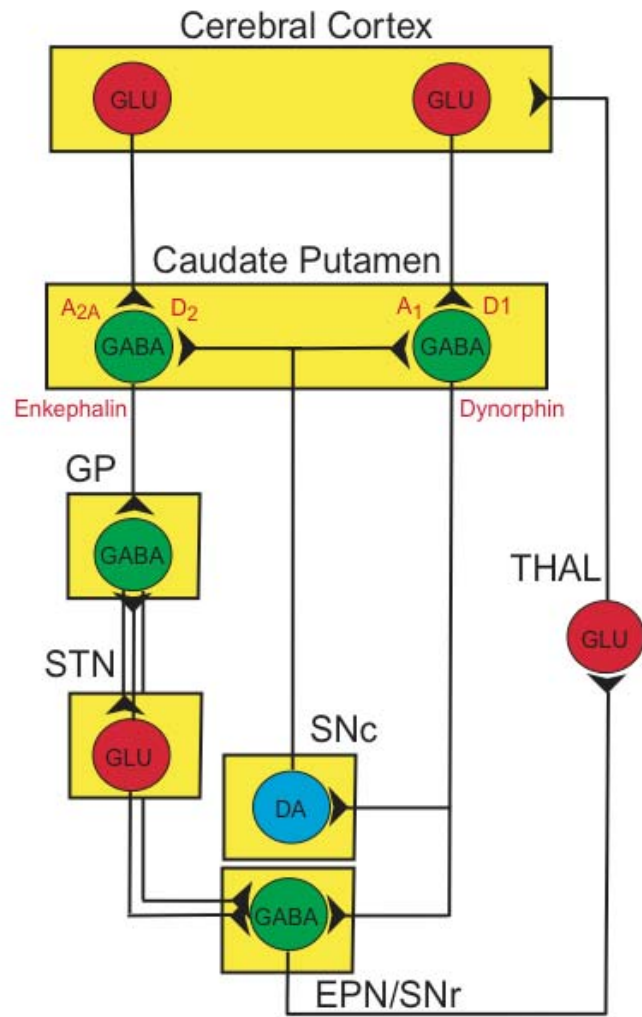 Cerebral Cortex
GLU GLU
Caudate Putamen
A2A D2 A1 D1
GABA GABA
Enkephalin Dynorphin
GP
GABA
THAL
GLU
STN
GLU
SNc
DA
GABA
EPN/SNr